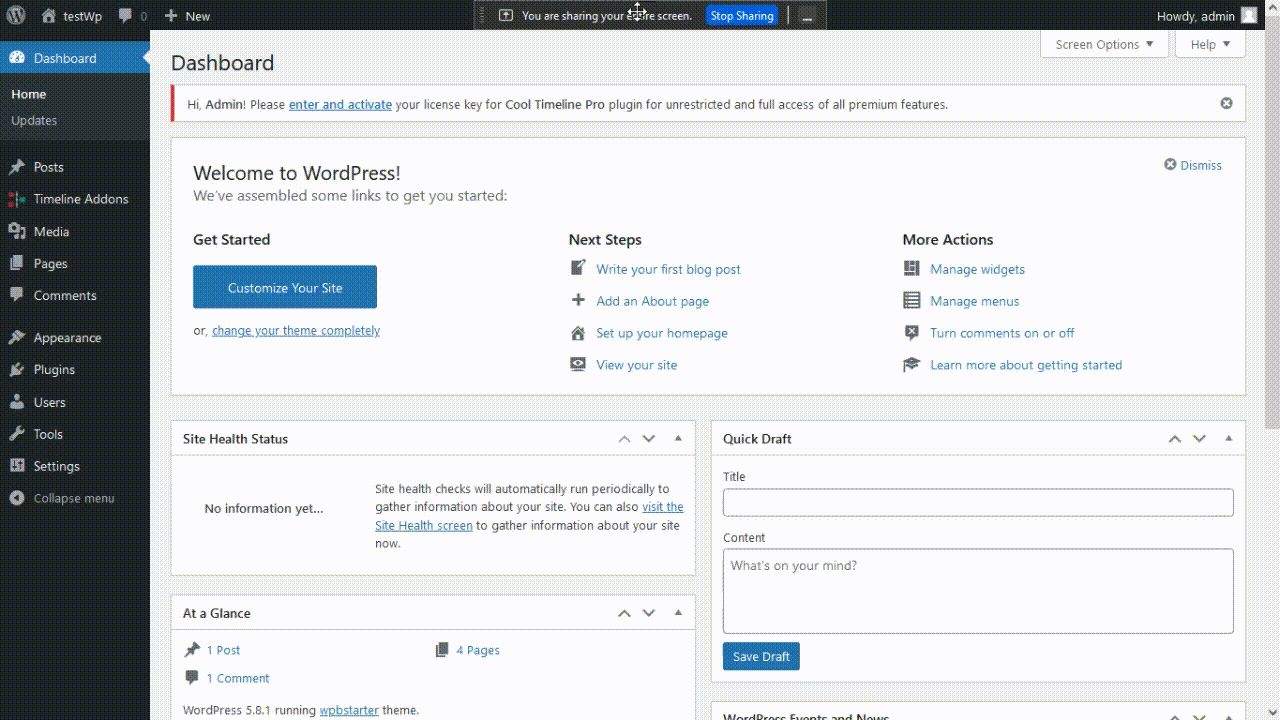 testWp
0
New
You are sharing your entire screen.
Stop Sharing
Howdy, admin
Dashboard
Home
Updates
Posts
Timeline Addons
Media
Pages
Comments
Appearance
Plugins
Users
Tools
Settings
Collapse menu
Screen Options
Help
Dashboard
Hi, Admin! Please enter and activate your license key for Cool Timeline Pro plugin for unrestricted and full access of all premium features.
Welcome to WordPress!
Dismiss
We've assembled some links to get you started:
Get Started
Customize Your Site
or, change your theme completely
Next Steps
Write your first blog post
Add an About page
Set up your homepage
View your site
More Actions
Manage widgets
Manage menus
Turn comments on or off
Learn more about getting started
Site Health Status
No information yet...
Site health checks will automatically run periodically to
gather information about your site. You can also visit the
Site Health screen to gather information about your site
now.
At a Glance
1 Post
4 Pages
1 Comment
WordPress 5.8.1 running wpbstarter theme.
Quick Draft
Title
Content
What's on your mind?
Save Draft
WordPress Events and News